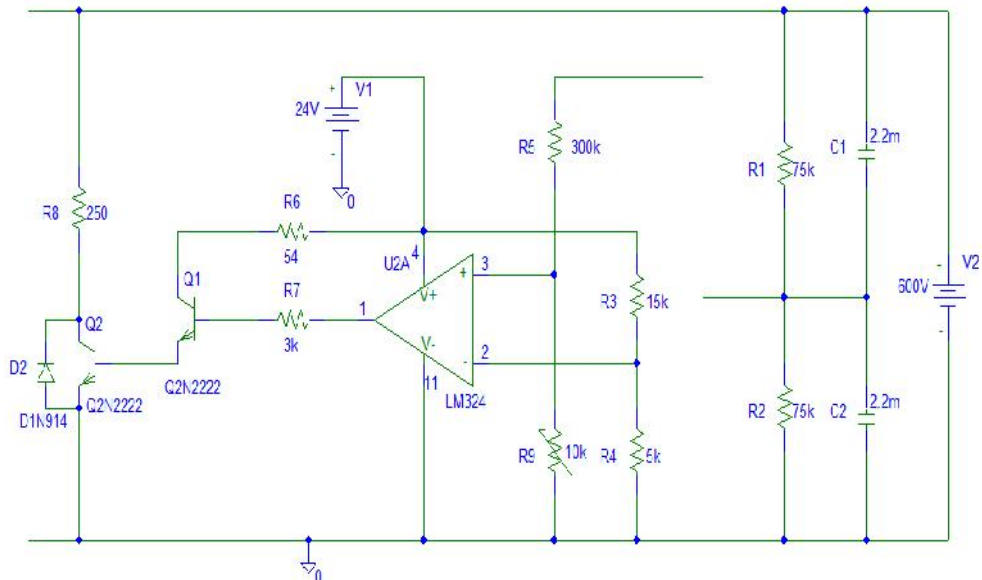 +
V1
24V
-
0
R5
300k
R1
75k
C1
2.2m
R8
250
R6
54
U2A
4
V+
3
+
Q1
R7
3k
1
V-
2
-
11
LM324
R3
15k
-
V2
600V
-
Q2
D2
Q2N2222
Q2N2222
D1N914
R9
10k
R4
5k
R2
75k
C2
2.2m
0